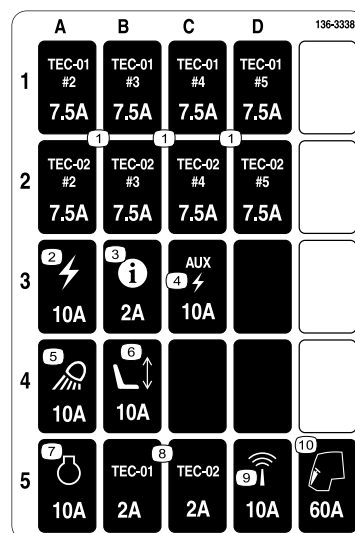 A B C D 136-3338
1 TEC-01 TEC-01 TEC-01 TEC-01
#2 #3 #4 #5
7.5A 7.5A 7.5A 7.5A
1 1 1
2 TEC-02 TEC-02 TEC-02 TEC-02
#2 #3 #4 #5
7.5A 7.5A 7.5A 7.5A
2 3 i AUX
3 4
10A 2A 10A
5 6
4
10A 10A
7 8 10
5 TEC-01 TEC-02 9
10A 2A 2A 10A 60A